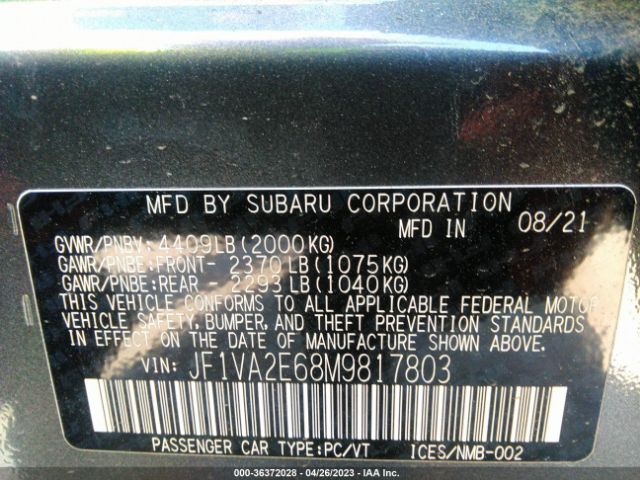 MFD BY SUBARU CORPORATION
MFD IN 08/21
GVWR/PNBV: 4409LB(2000KG)
GAWR/PNBE:FRONT- 2370LB(1075KG)
GAWR/PNBE:REAR 2293LB(1040KG)
THIS VEHICLE CONFORMS TO ALL APPLICABLE FEDERAL MOTOR
VEHICLE SAFETY, BUMPER, AND THEFT PREVENTION STANDARDS
IN EFFECT ON THE DATE OF MANUFACTURE SHOWN ABOVE.
VIN: JF1VA2E68M9817803
PASSENGER CAR TYPE:PC/VT ICES/NMB-002
000-36372028 - 04/26/2023 - IAA Inc.